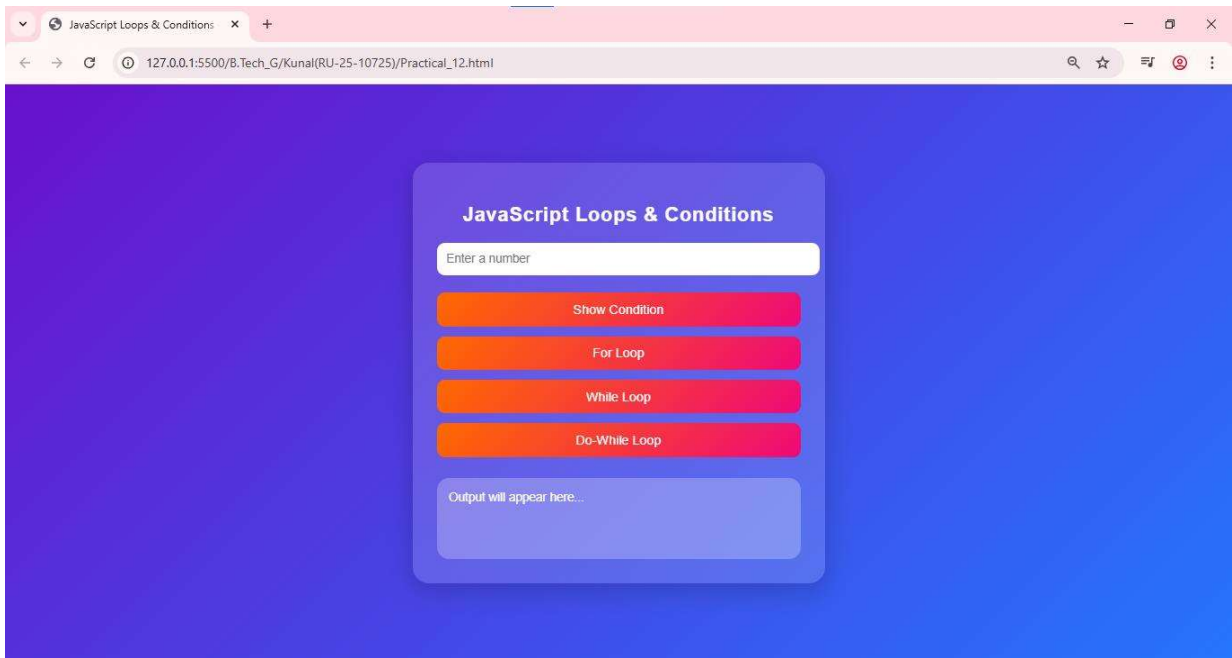 JavaScript Loops & Conditions
127.0.0.1:5500/B.Tech_G/Kunal(RU-25-10725)/Practical_12.html
JavaScript Loops & Conditions
Enter a number
Show Condition
For Loop
While Loop
Do-While Loop
Output will appear here...